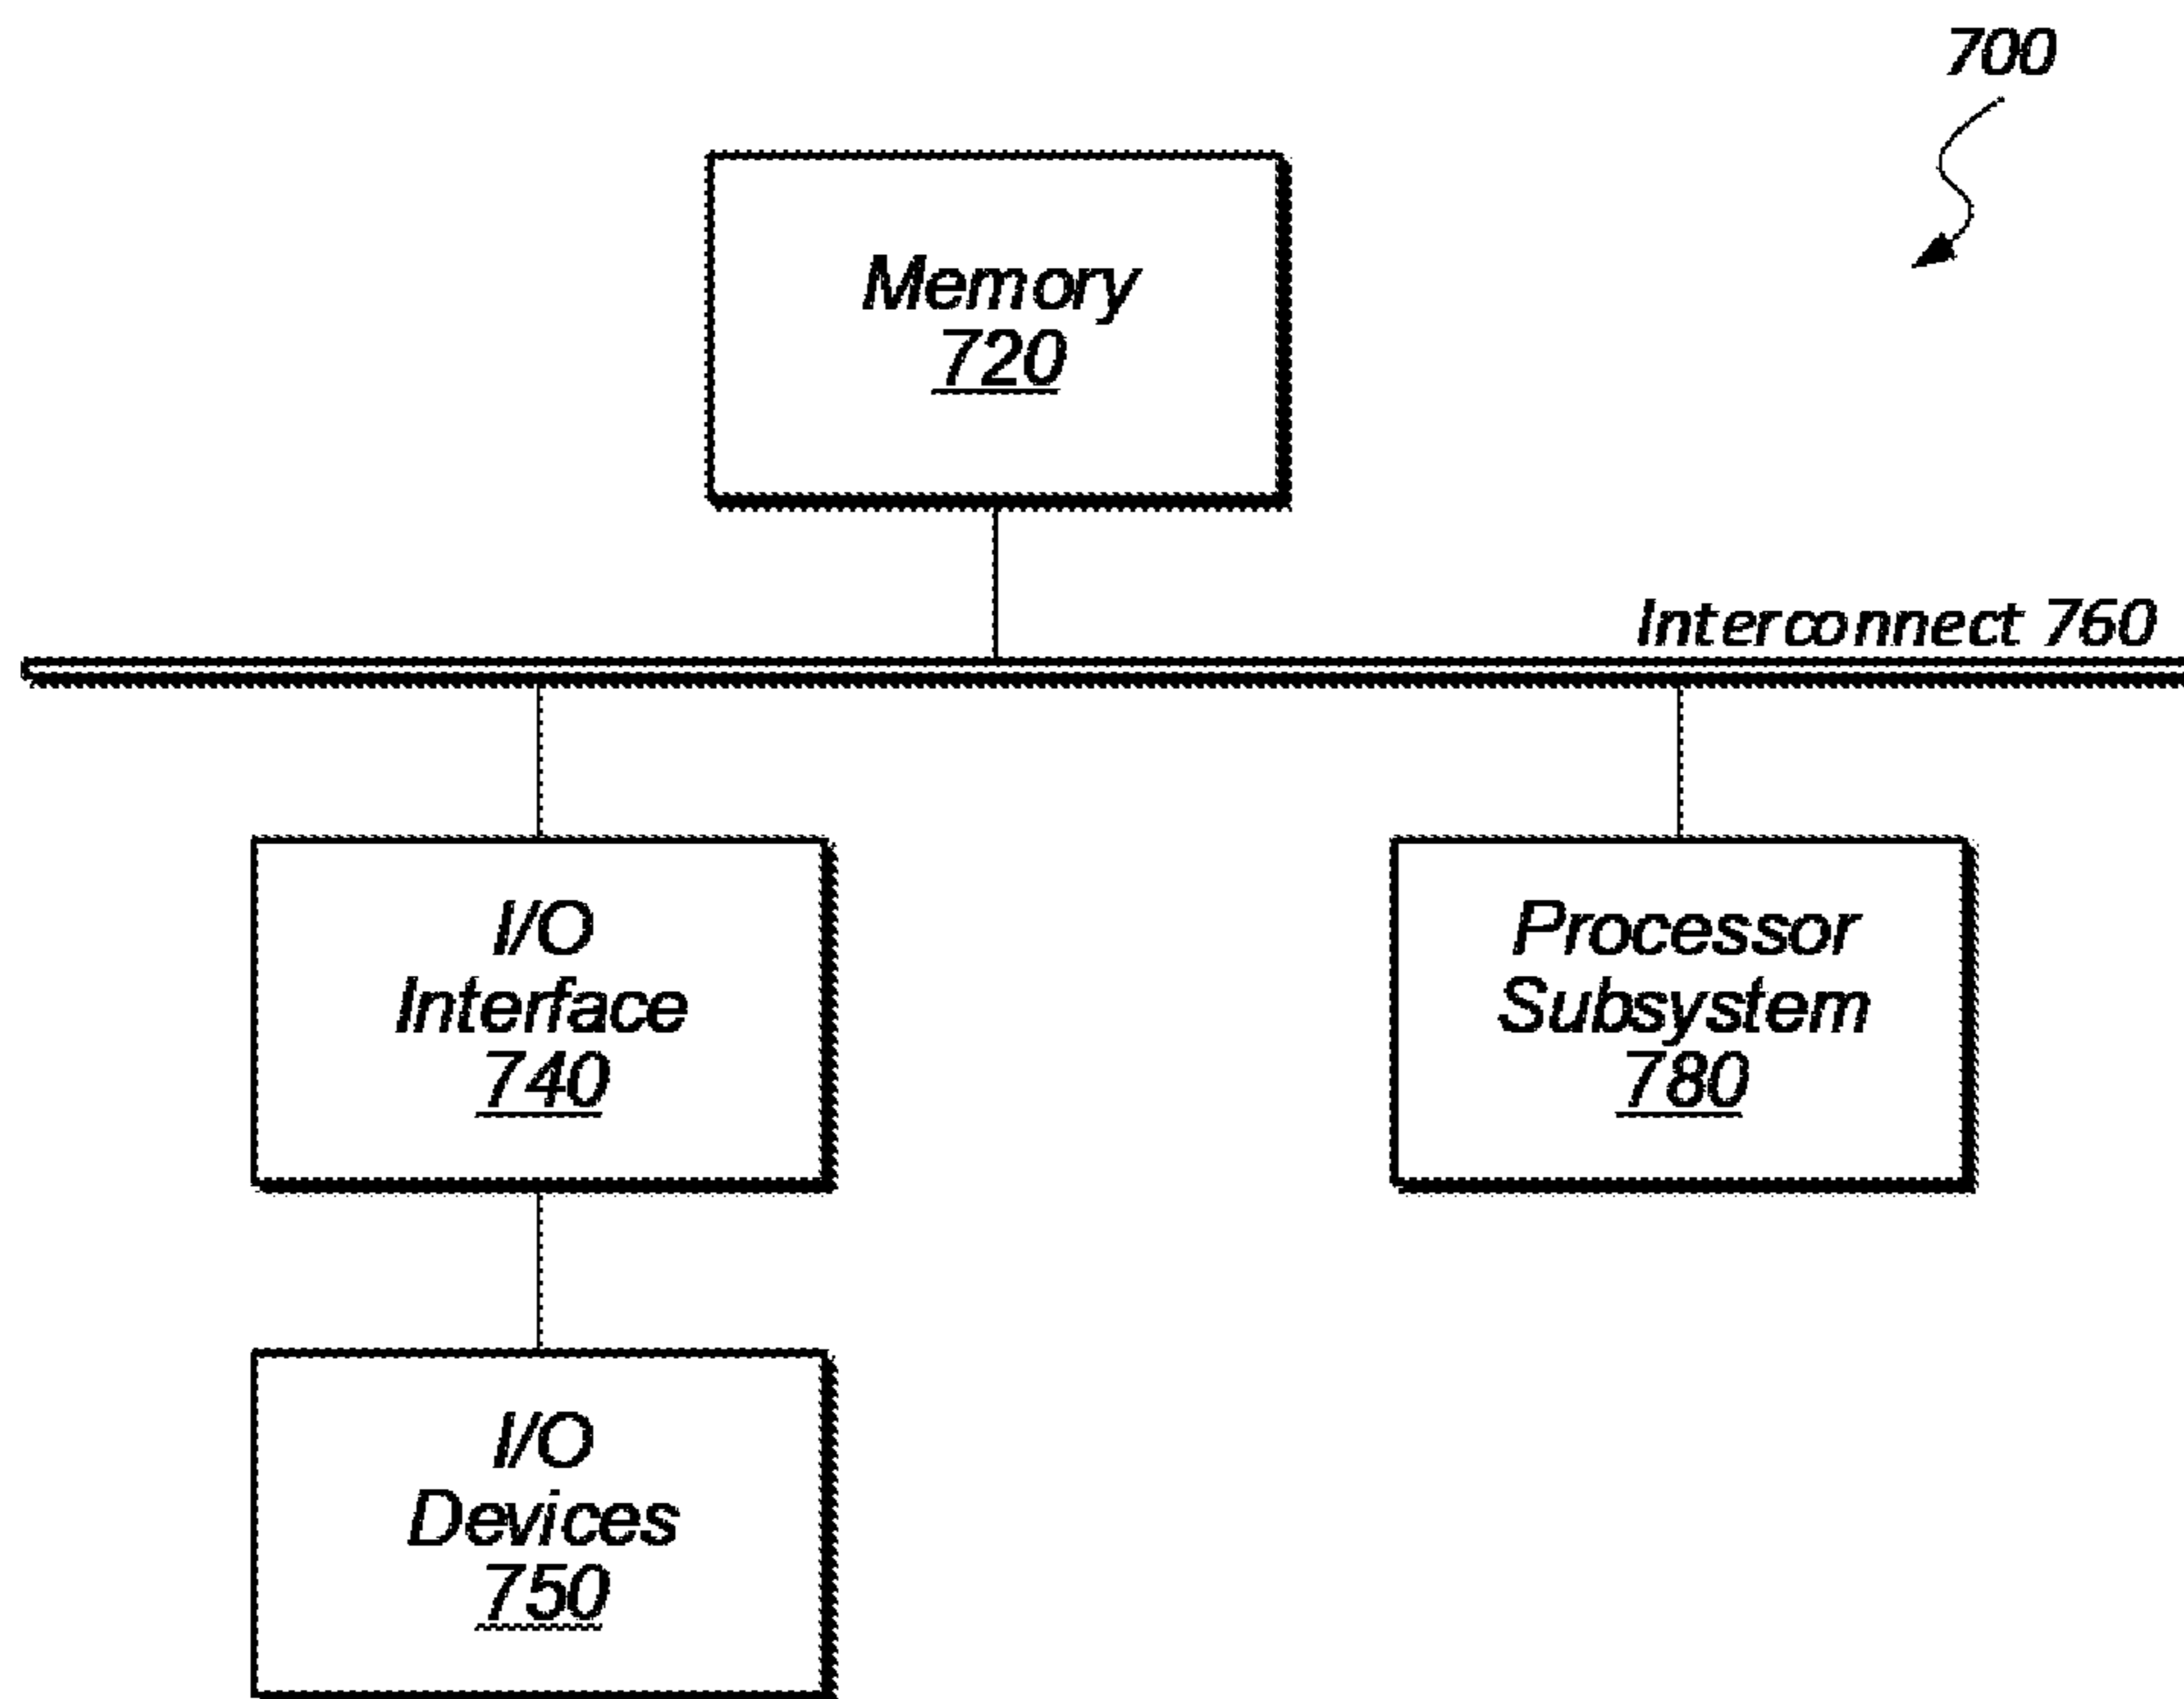 700
Memory
720
Interconnect 760
I/O
Interface
740
Processor
Subsystem
780
I/O
Devices
750